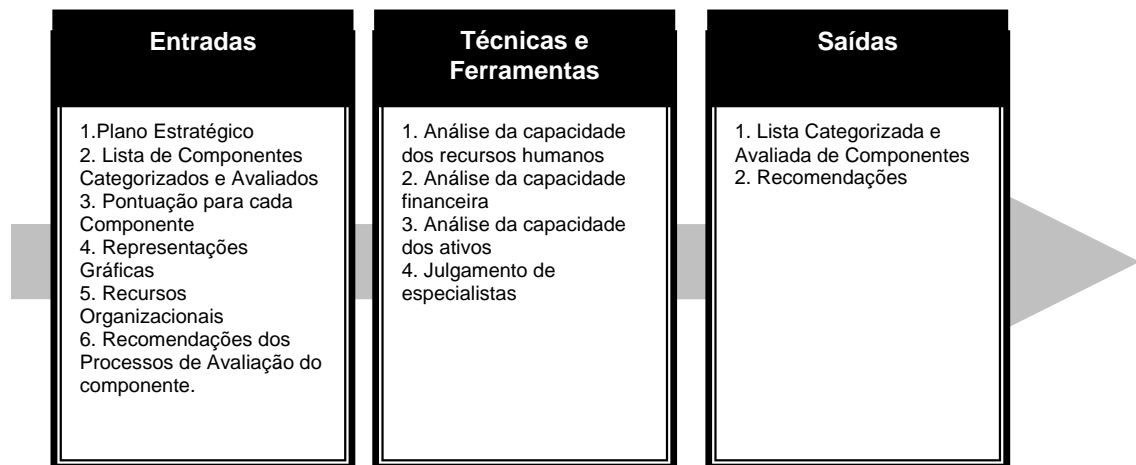 Entradas
1.Plano Estratégico
2. Lista de Componentes
Categorizados e Avaliados
3. Pontuação para cada
Componente
4. Representações
Gráficas
5. Recursos
Organizacionais
6. Recomendações dos
Processos de Avaliação do
componente.
Técnicas e
Ferramentas
1. Análise da capacidade
dos recursos humanos
2. Análise da capacidade
financeira
3. Análise da capacidade
dos ativos
4. Julgamento de
especialistas
Saídas
1. Lista Categorizada e
Avaliada de Componentes
2. Recomendações